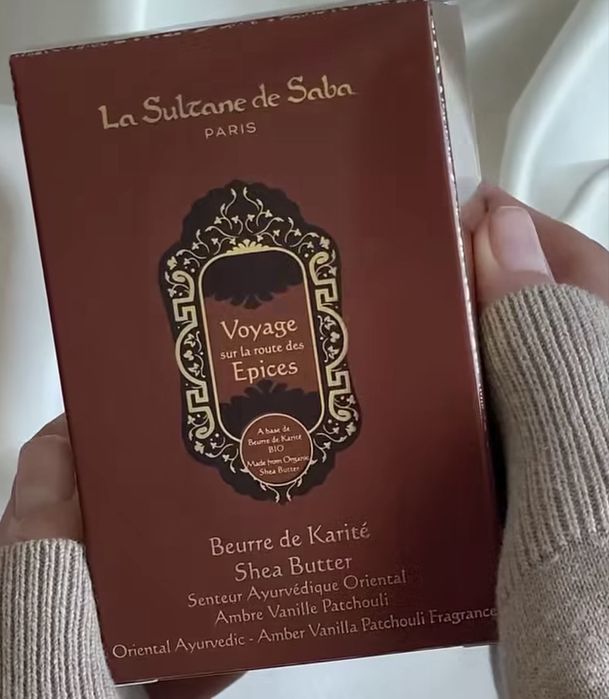 La Sultane de Saba
PARIS
Voyage
sur la route des
Epices
A base de
Beurre de Karité
BIO
Made from Organic
Shea Butter
Beurre de Karité
Shea Butter
Senteur Ayurvédique Oriental
Ambre Vanille Patchouli
Oriental Ayurvedic - Amber Vanilla Patchouli Fragrance